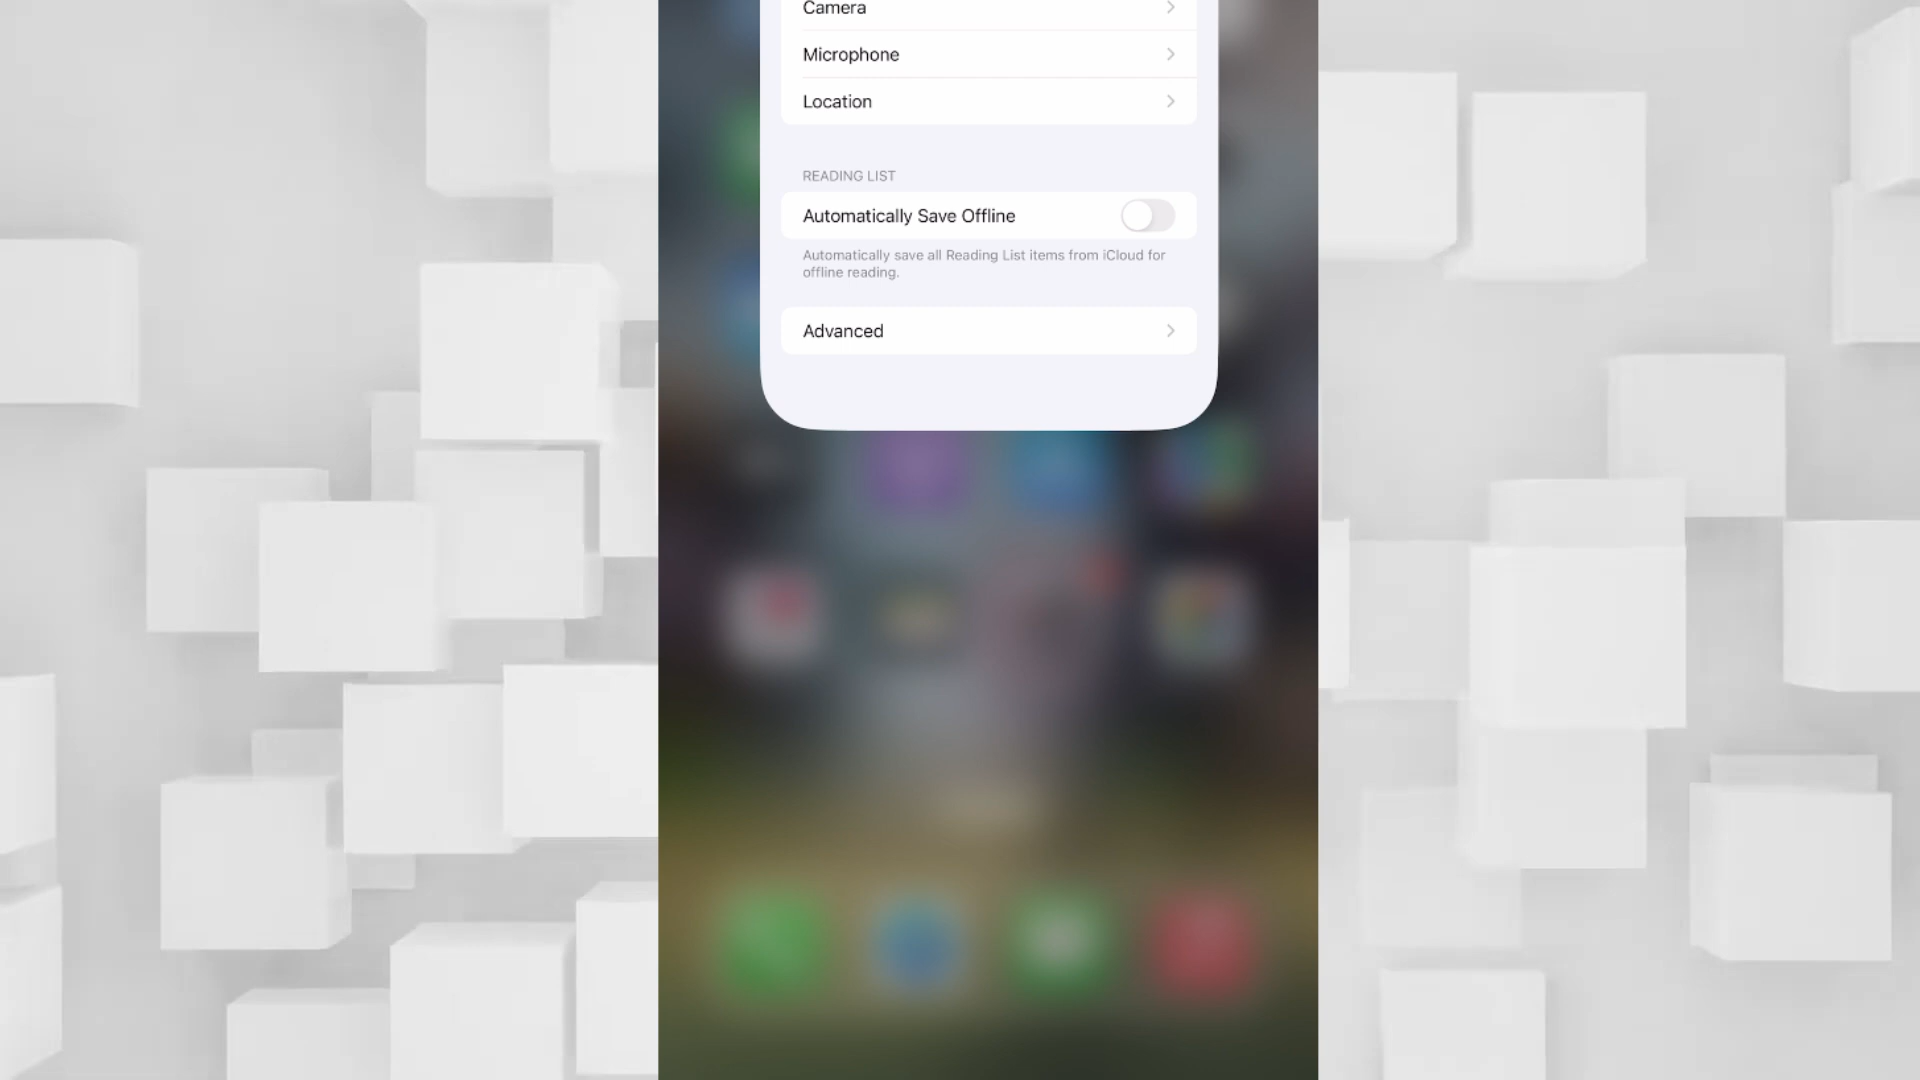 Camera
Microphone
Location
READING LIST
Automatically Save Offline
Automatically save all Reading List items from iCloud for
offline reading.
Advanced